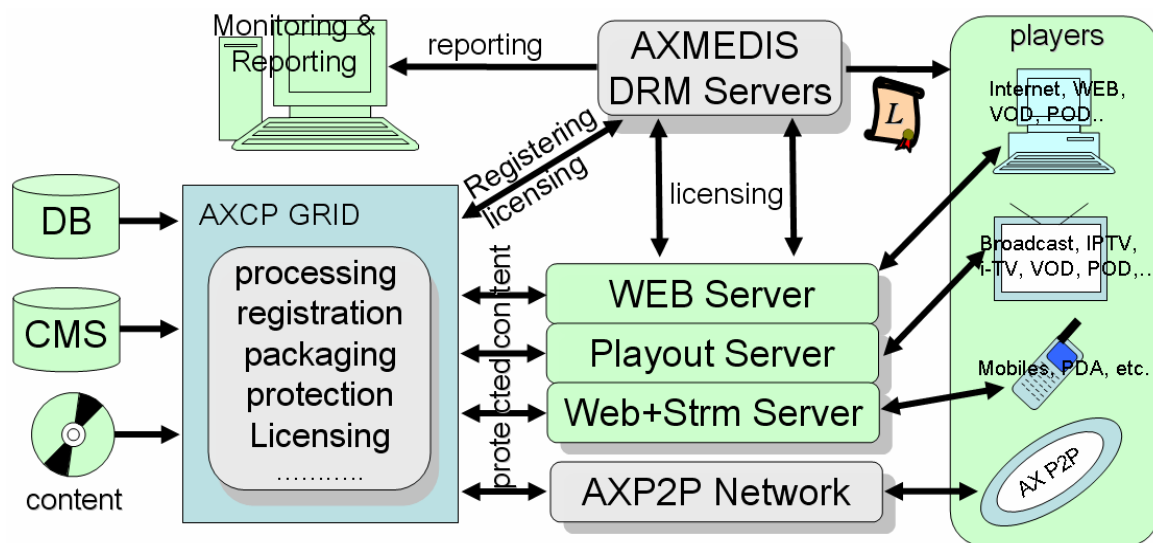 Monitoring &
Reporting
reporting
AXMEDIS
DRM Servers
players
L
Internet, WEB,
VOD, POD..
Registering
licensing
licensing
DB
AXCP GRID
Broadcast, IPTV,
i-TV, VOD, POD,..
processing
registration
packaging
protection
Licensing
..........
protected content
WEB Server
CMS
Playout Server
Mobiles, PDA, etc.
Web+Strm Server
content
AXP2P Network
AX P2P